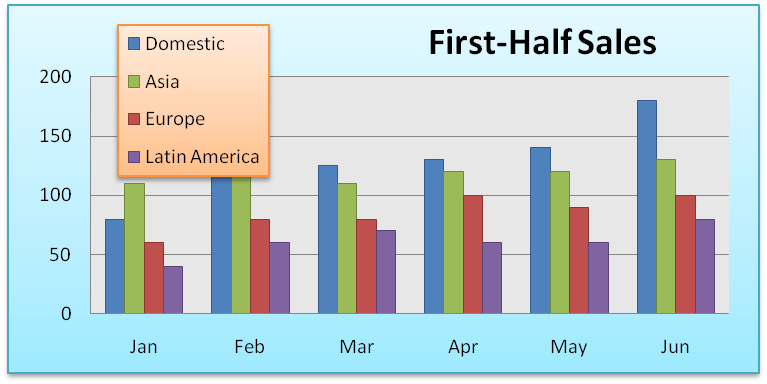 First-Half Sales
Domestic
Asia
Europe
Latin America
200
150
100
50
0
Jan Feb Mar Apr May Jun